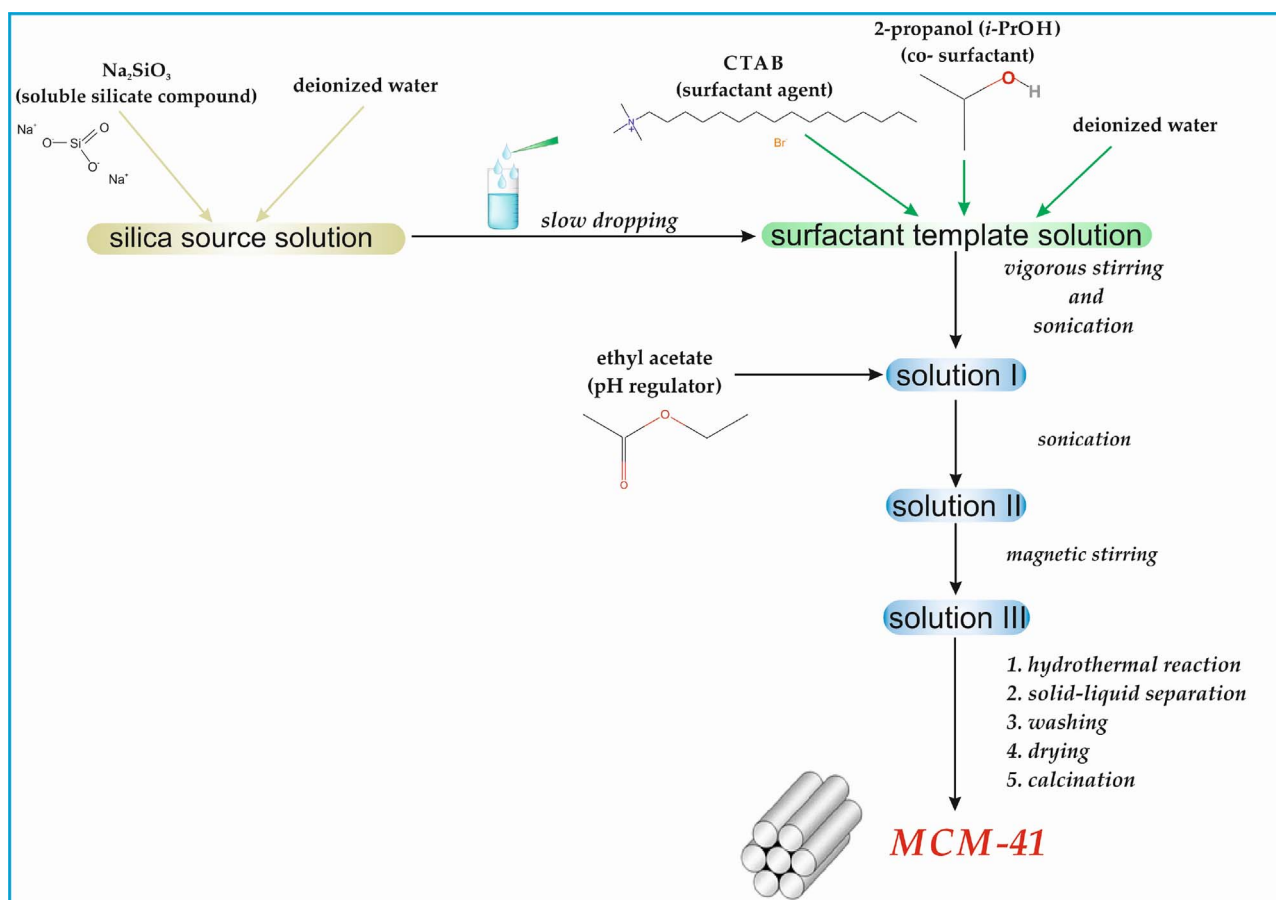 Na₂SiO₃
(soluble silicate compound)
deionized water
CTAB
(surfactant agent)
2-propanol (i-PrOH)
(co- surfactant)
deionized water
Na⁺
O⁻
Si
O
O⁻
Na⁺
N
+
Br⁻
O
H
silica source solution
slow dropping
surfactant template solution
vigorous stirring
and
sonication
ethyl acetate
(pH regulator)
O
O
solution I
sonication
solution II
magnetic stirring
solution III
1. hydrothermal reaction
2. solid-liquid separation
3. washing
4. drying
5. calcination
MCM-41